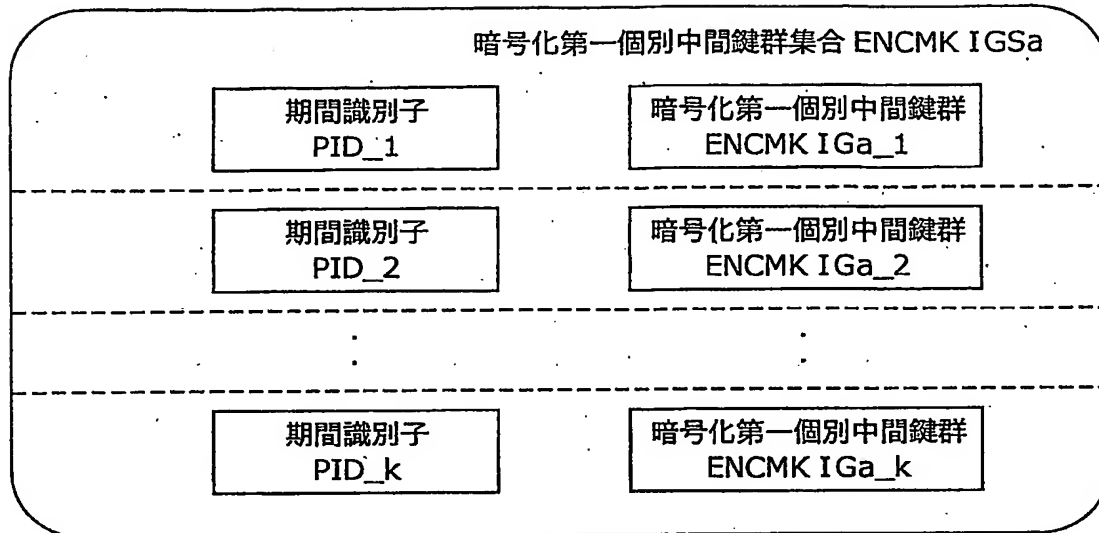 暗号化第一個別中間鍵群集合 ENCMK IGSa
期間識別子
PID_1
暗号化第一個別中間鍵群
ENCMK IGa_1
期間識別子
PID_2
暗号化第一個別中間鍵群
ENCMK IGa_2
期間識別子
PID_k
暗号化第一個別中間鍵群
ENCMK IGa_k